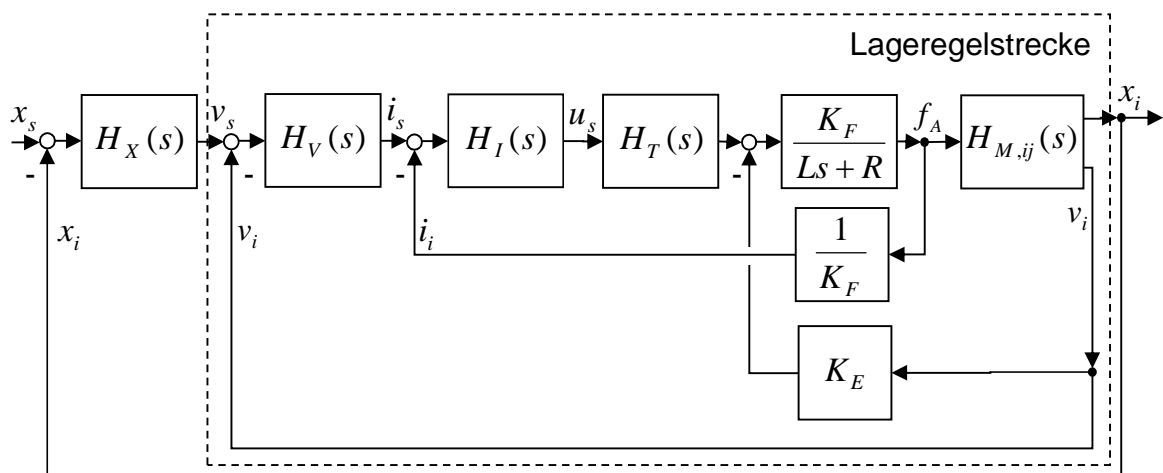 Lageregelstrecke
x_s
H_X(s)
v_s
H_V(s)
i_s
H_I(s)
u_s
H_T(s)
K_F
Ls + R
f_A
H_{M,ij}(s)
x_i
-
-
-
-
x_i
v_i
i_i
1
K_F
v_i
K_E